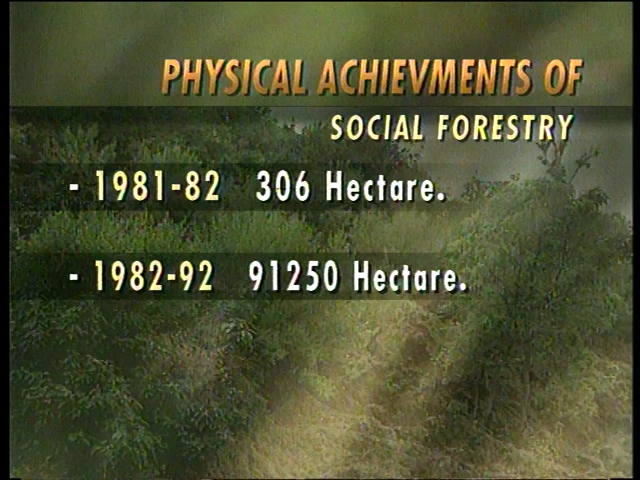 PHYSICAL ACHIEVMENTS OF
SOCIAL FORESTRY
- 1981-82 306 Hectare.
- 1982-92 91250 Hectare.